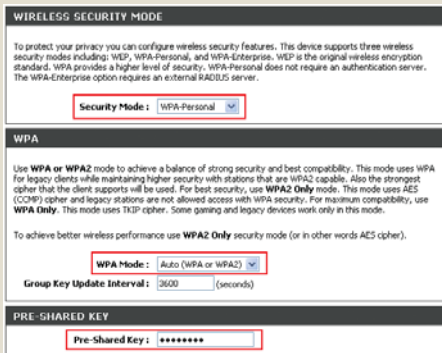 WIRELESS SECURITY MODE
To protect your privacy you can configure wireless security features. This device supports three wireless
security modes including: WEP, WPA-Personal, and WPA-Enterprise. WEP is the original wireless encryption
standard. WPA provides a higher level of security. WPA-Personal does not require an authentication server.
The WPA-Enterprise option requires an external RADIUS server.
Security Mode : WPA-Personal
WPA
Use WPA or WPA2 mode to achieve a balance of strong security and best compatibility. This mode uses WPA
for legacy clients while maintaining higher security with stations that are WPA2 capable. Also the strongest
cipher that the client supports will be used. For best security, use WPA2 Only mode. This mode uses AES
(CCMP) cipher and legacy stations are not allowed access with WPA security. For maximum compatibility, use
WPA Only. This mode uses TKIP cipher. Some gaming and legacy devices work only in this mode.
To achieve better wireless performance use WPA2 Only security mode (or in other words AES cipher).
WPA Mode : Auto (WPA or WPA2)
Group Key Update Interval : 3600 (seconds)
PRE-SHARED KEY
Pre-Shared Key : ••••••••